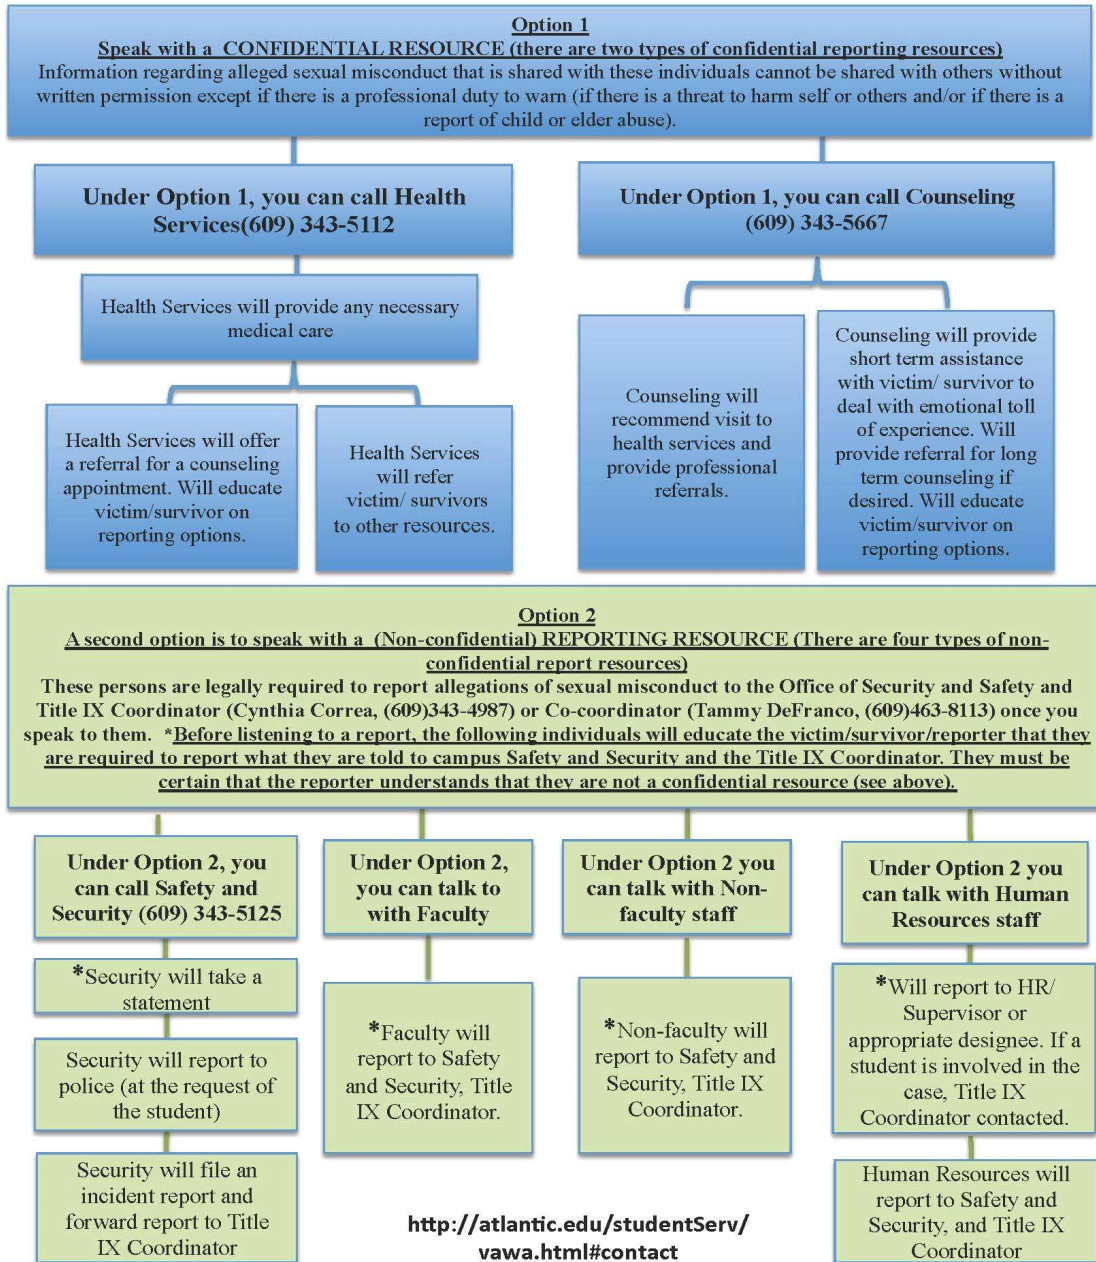 Option 1
Speak with a CONFIDENTIAL RESOURCE (there are two types of confidential reporting resources)
Information regarding alleged sexual misconduct that is shared with these individuals cannot be shared with others without
written permission except if there is a professional duty to warn (if there is a threat to harm self or others and/or if there is a
report of child or elder abuse).
Under Option 1, you can call Health
Services(609) 343-5112
Health Services will provide any necessary
medical care
Health Services will offer
a referral for a counseling
appointment. Will educate
victim/survivor on
reporting options.
Health Services
will refer
victim/ survivors
to other resources.
Under Option 1, you can call Counseling
(609) 343-5667
Counseling will
recommend visit to
health services and
provide professional
referrals.
Counseling will provide
short term assistance
with victim/ survivor to
deal with emotional toll
of experience. Will
provide referral for long
term counseling if
desired. Will educate
victim/survivor on
reporting options.
Option 2
A second option is to speak with a (Non-confidential) REPORTING RESOURCE (There are four types of non-
confidential report resources)
These persons are legally required to report allegations of sexual misconduct to the Office of Security and Safety and
Title IX Coordinator (Cynthia Correa, (609)343-4987) or Co-coordinator (Tammy DeFranco, (609)463-8113) once you
speak to them. *Before listening to a report, the following individuals will educate the victim/survivor/reporter that they
are required to report what they are told to campus Safety and Security and the Title IX Coordinator. They must be
certain that the reporter understands that they are not a confidential resource (see above).
Under Option 2, you
can call Safety and
Security (609) 343-5125
*Security will take a
statement
Security will report to
police (at the request of
the student)
Security will file an
incident report and
forward report to Title
IX Coordinator
Under Option 2,
you can talk to
with Faculty
*Faculty will
report to Safety
and Security, Title
IX Coordinator.
Under Option 2 you
can talk with Non-
faculty staff
*Non-faculty will
report to Safety and
Security, Title IX
Coordinator.
Under Option 2 you
can talk with Human
Resources staff
*Will report to HR/
Supervisor or
appropriate designee. If a
student is involved in the
case, Title IX
Coordinator contacted.
Human Resources will
report to Safety and
Security, and Title IX
Coordinator
http://atlantic.edu/studentServ/
vawa.html#contact